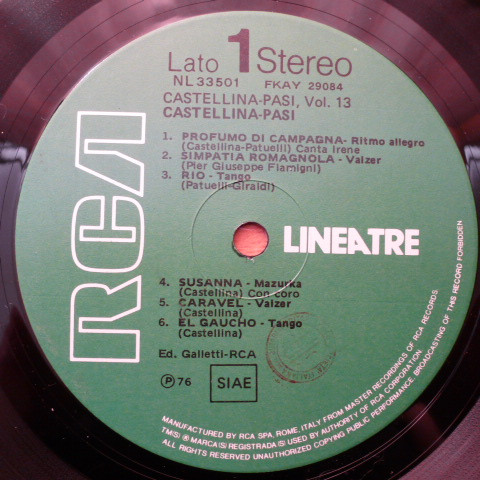 Lato 1 Stereo
NL 33501 FKAY 29084
CASTELLINA-PASI, Vol. 13
CASTELLINA-PASI
1. PROFUMO DI CAMPAGNA - Ritmo allegro
(Castellina-Patuelli) Canta Irene
2. SIMPATIA ROMAGNOLA - Valzer
(Pier Giuseppe Flamigni)
3. RIO - Tango
(Patuelli-Giraldi)
RCA
LINEATRE
4. SUSANNA - Mazurka
(Castellina) Con coro
5. CARAVEL - Valzer
(Castellina)
6. EL GAUCHO - Tango
(Castellina)
Ed. Galletti-RCA
Ⓟ 76 SIAE
MANUFACTURED BY RCA SPA, ROME, ITALY FROM MASTER RECORDINGS OF RCA RECORDS
TM(S) ® MARCA(S) REGISTRADA(S) USED BY AUTHORITY OF RCA CORPORATION
ALL RIGHTS RESERVED UNAUTHORIZED COPYING PUBLIC PERFORMANCE. BROADCASTING OF THIS RECORD FORBIDDEN